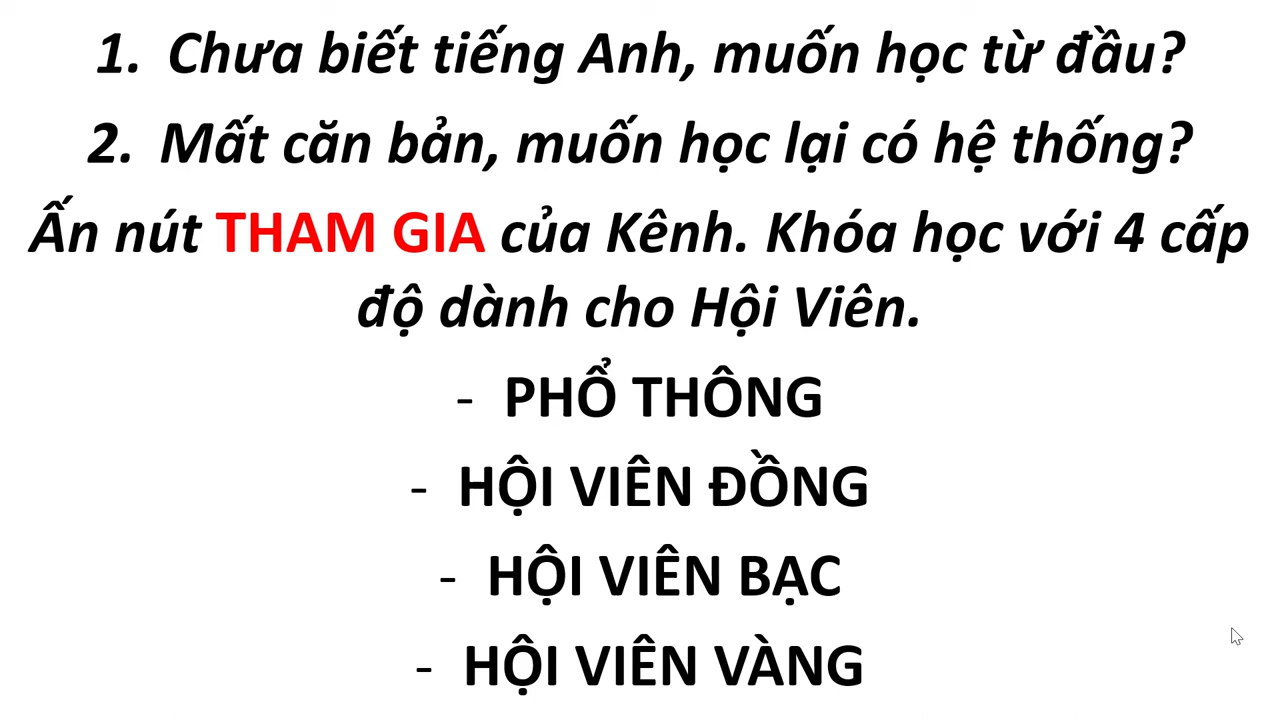 1. Chưa biết tiếng Anh, muốn học từ đầu?
2. Mất căn bản, muốn học lại có hệ thống?
Ấn nút THAM GIA của Kênh. Khóa học với 4 cấp
độ dành cho Hội Viên.
- PHỔ THÔNG
- HỘI VIÊN ĐỒNG
- HỘI VIÊN BẠC
- HỘI VIÊN VÀNG